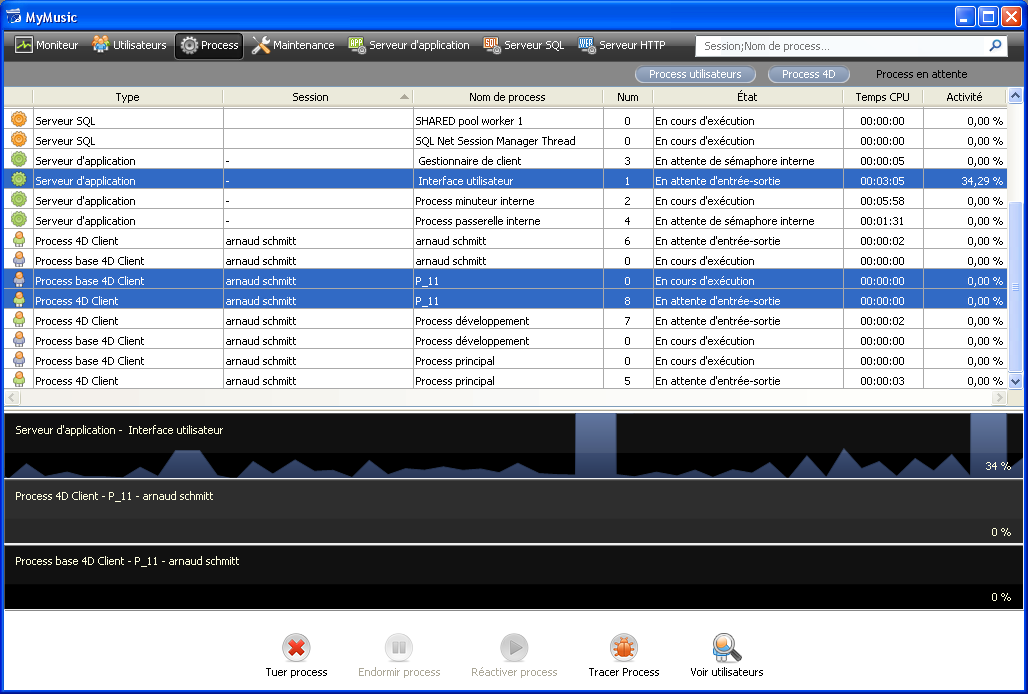 MyMusic
Moniteur Utilisateurs Process Maintenance Serveur d'application Serveur SQL Serveur HTTP Session;Nom de process...
Process utilisateurs Process 4D Process en attente
Type Session Nom de process Num État Temps CPU Activité
Serveur SQL SHARED pool worker 1 0 En cours d'exécution 00:00:00 0,00 %
Serveur SQL SQL Net Session Manager Thread 0 En cours d'exécution 00:00:00 0,00 %
Serveur d'application - Gestionnaire de client 3 En attente de sémaphore interne 00:00:05 0,00 %
Serveur d'application - Interface utilisateur 1 En attente d'entrée-sortie 00:03:05 34,29 %
Serveur d'application - Process minuteur interne 2 En cours d'exécution 00:05:58 0,00 %
Serveur d'application - Process passerelle interne 4 En attente de sémaphore interne 00:01:31 0,00 %
Process 4D Client arnaud schmitt arnaud schmitt 6 En attente d'entrée-sortie 00:00:02 0,00 %
Process base 4D Client arnaud schmitt arnaud schmitt 0 En cours d'exécution 00:00:00 0,00 %
Process base 4D Client arnaud schmitt P_11 0 En cours d'exécution 00:00:00 0,00 %
Process 4D Client arnaud schmitt P_11 8 En attente d'entrée-sortie 00:00:00 0,00 %
Process 4D Client arnaud schmitt Process développement 7 En attente d'entrée-sortie 00:00:02 0,00 %
Process base 4D Client arnaud schmitt Process développement 0 En cours d'exécution 00:00:00 0,00 %
Process base 4D Client arnaud schmitt Process principal 0 En cours d'exécution 00:00:00 0,00 %
Process 4D Client arnaud schmitt Process principal 5 En attente d'entrée-sortie 00:00:03 0,00 %
Serveur d'application - Interface utilisateur
34 %
Process 4D Client - P_11 - arnaud schmitt
0 %
Process base 4D Client - P_11 - arnaud schmitt
0 %
Tuer process Endormir process Réactiver process Tracer Process Voir utilisateurs